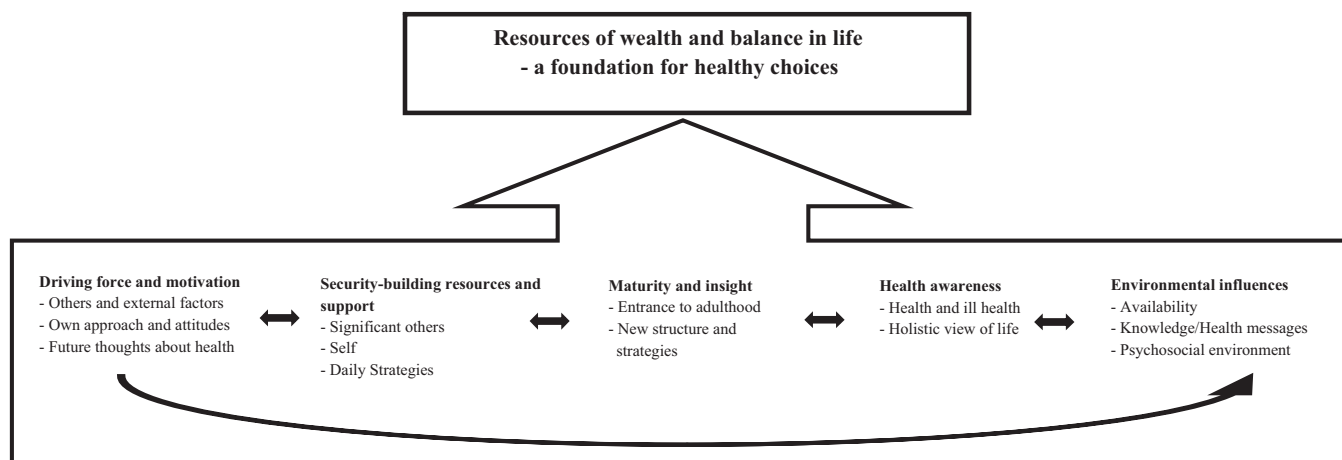 Resources of wealth and balance in life
- a foundation for healthy choices
Driving force and motivation
- Others and external factors
- Own approach and attitudes
- Future thoughts about health
Security-building resources and
support
- Significant others
- Self
- Daily Strategies
Maturity and insight
- Entrance to adulthood
- New structure and
strategies
Health awareness
- Health and ill health
- Holistic view of life
Environmental influences
- Availability
- Knowledge/Health messages
- Psychosocial environment